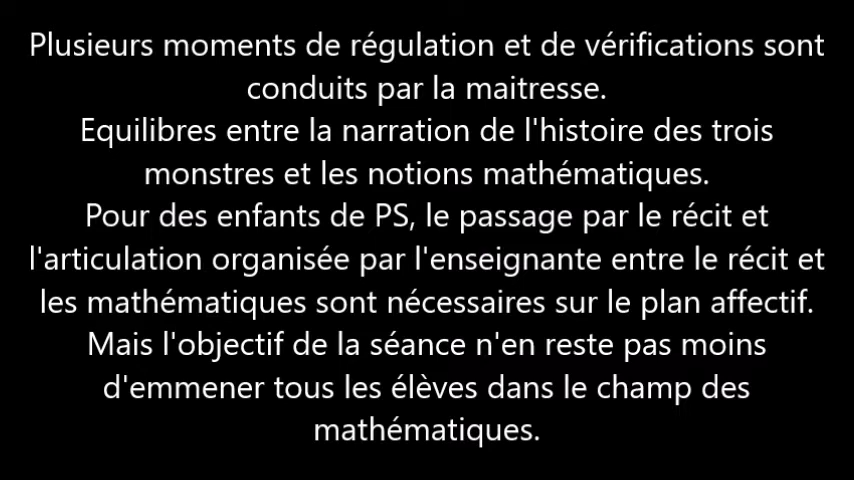 Plusieurs moments de régulation et de vérifications sont
conduits par la maitresse.
Equilibres entre la narration de l'histoire des trois
monstres et les notions mathématiques.
Pour des enfants de PS, le passage par le récit et
l'articulation organisée par l'enseignante entre le récit et
les mathématiques sont nécessaires sur le plan affectif.
Mais l'objectif de la séance n'en reste pas moins
d'emmener tous les élèves dans le champ des
mathématiques.